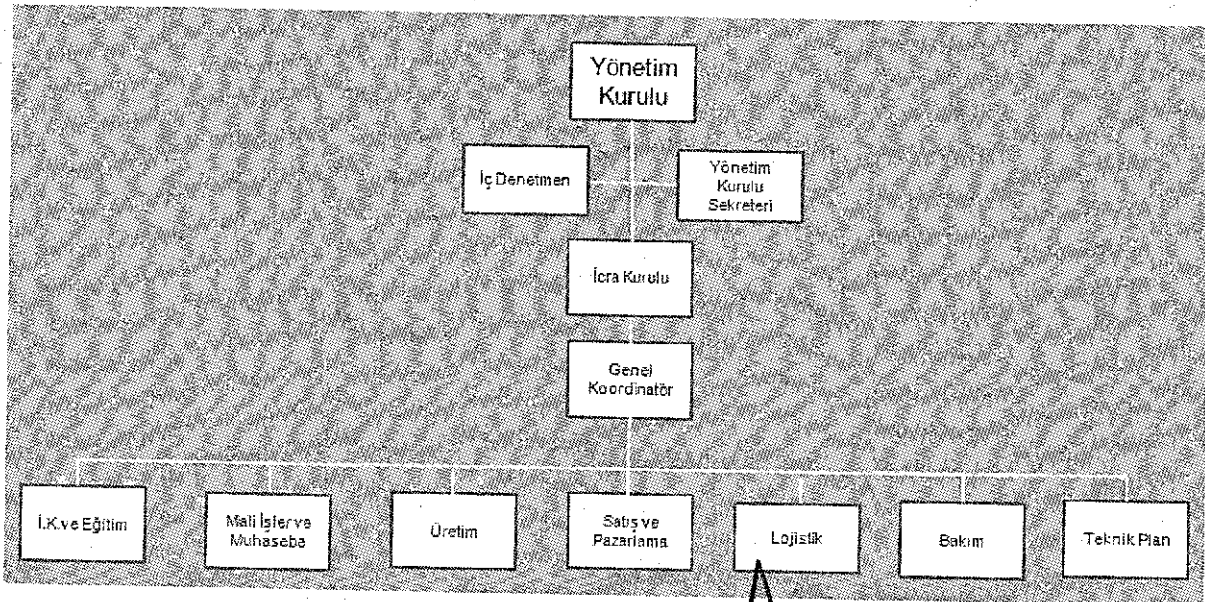 Yönetim
Kurulu
İç Denetmen
Yönetim
Kurulu
Sekreteri
İcra Kurulu
Genel
Koordinatör
İ.K.ve Eğitim
Mali İşler ve
Muhasebe
Üretim
Satış ve
Pazarlama
Lojistik
Bakım
Teknik Plan